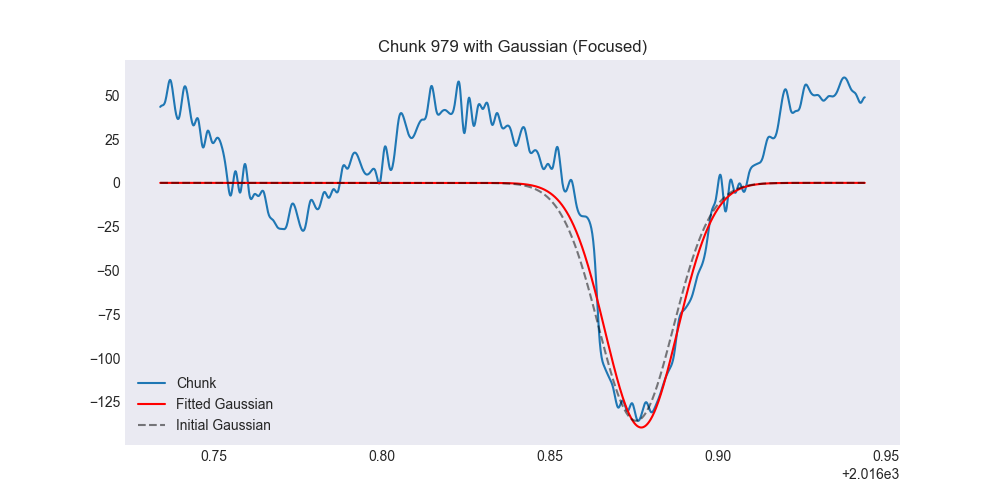 Chunk 979 with Gaussian (Focused)
50
25
0
−25
−50
−75
−100
−125
Chunk
Fitted Gaussian
Initial Gaussian
0.75 0.80 0.85 0.90 0.95
+2.016e3